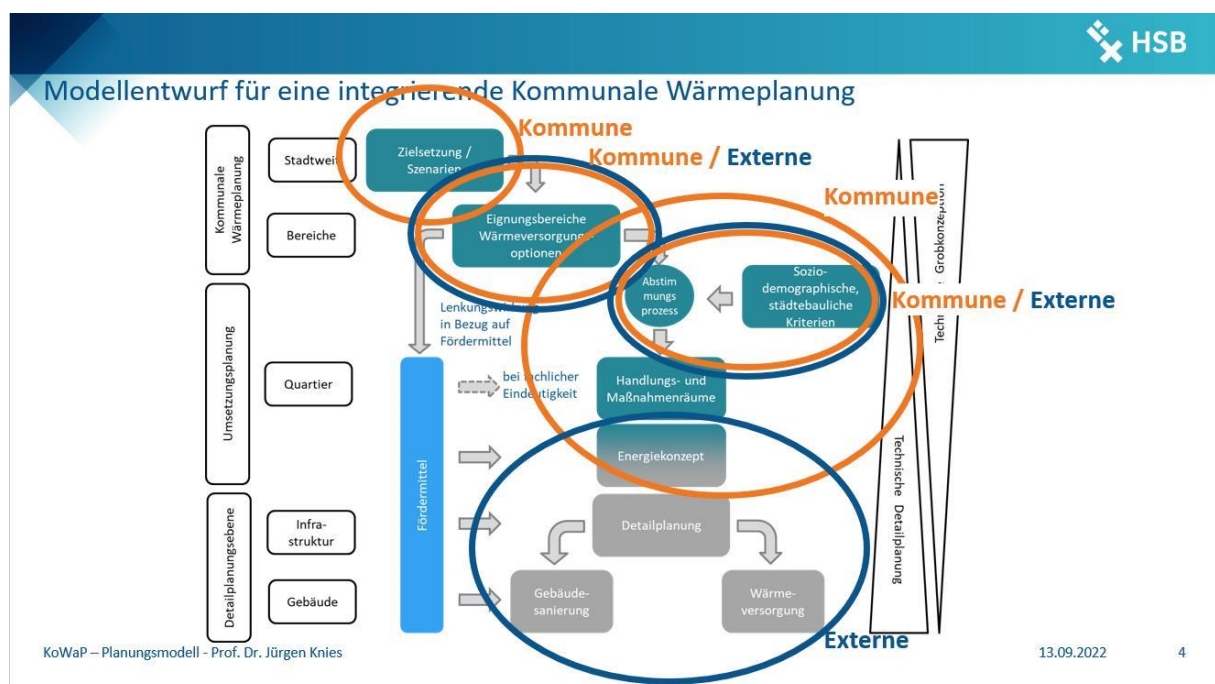 HSB
Modellentwurf für eine integrierende Kommunale Wärmeplanung
Kommunale
Wärmeplanung
Stadtweit
Zielsetzung /
Szenarien
Kommune
Kommune / Externe
Bereiche
Eignungsbereiche
Wärmeversorgungs-
optionen
Kommune
Abstim
mungs
prozess
Sozio-
demographische,
städtebauliche
Kriterien
Kommune / Externe
Lenkungswirkung
in Bezug auf
Fördermittel
Umsetzungsplanung
Quartier
bei fachlicher
Eindeutigkeit
Handlungs- und
Maßnahmenräume
Energiekonzept
Fördermittel
Detailplanungsebene
Infra-
struktur
Detailplanung
Gebäude
Gebäude-
sanierung
Wärme-
versorgung
Externe
Technische Detailplanung
Grobkonzeption
KoWaP – Planungsmodell - Prof. Dr. Jürgen Knies
13.09.2022
4